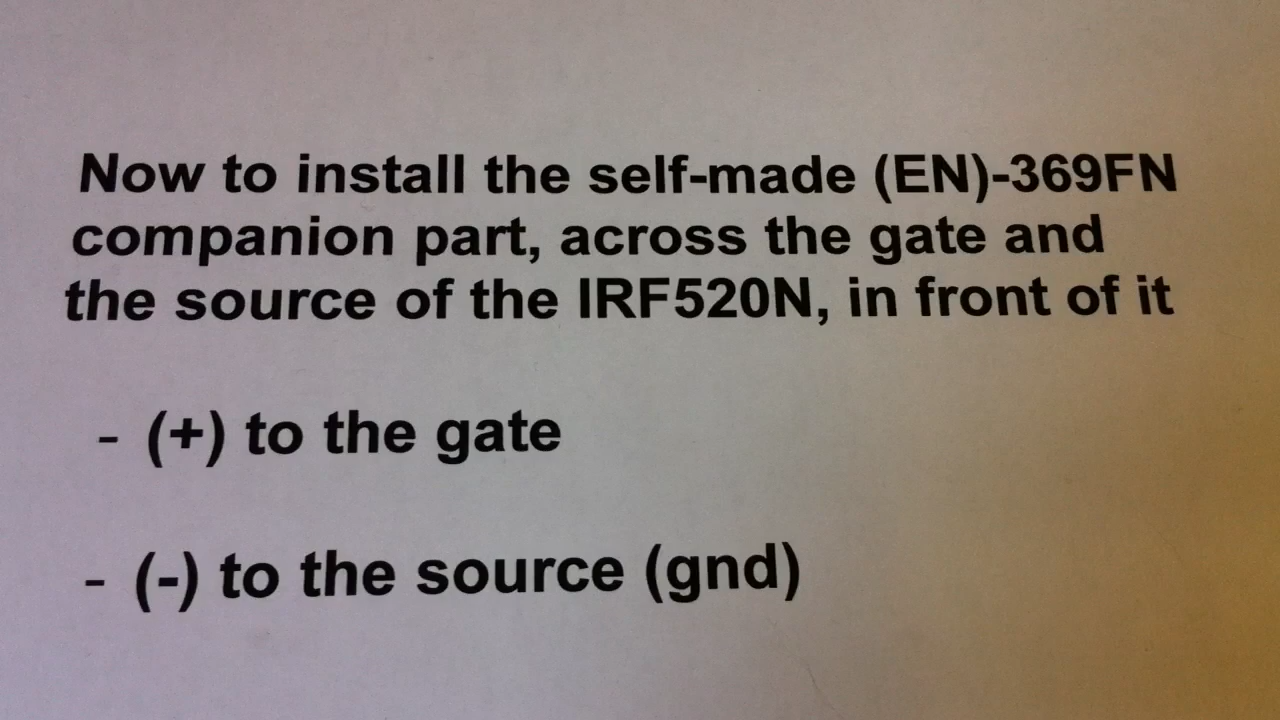 Now to install the self-made (EN)-369FN
companion part, across the gate and
the source of the IRF520N, in front of it
- (+) to the gate
- (-) to the source (gnd)